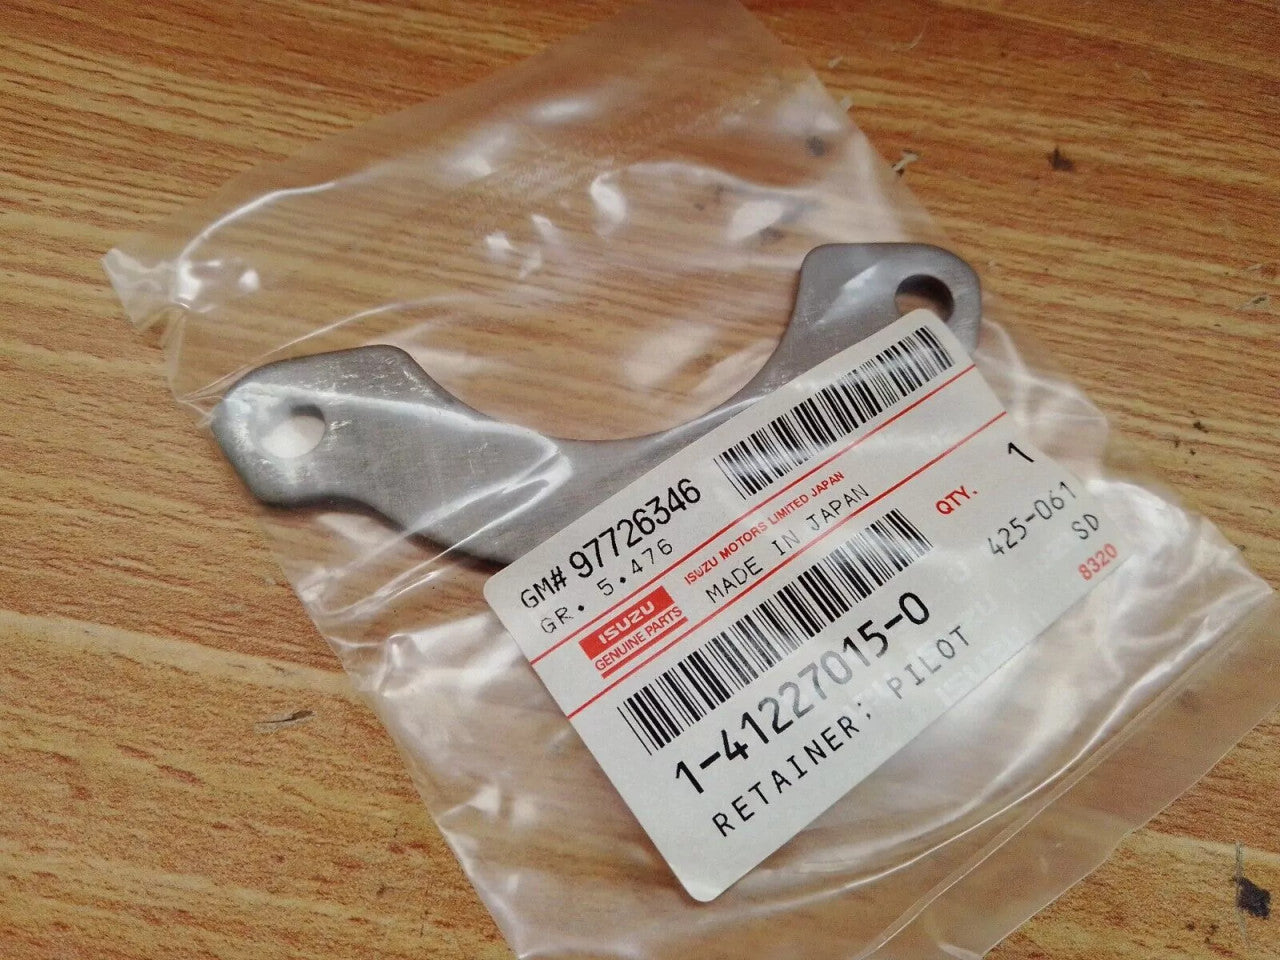 GM# 97726346
GR. 5.476
ISUZU
GENUINE PARTS
ISUZU MOTORS LIMITED JAPAN
MADE IN JAPAN
QTY. 1
1-41227015-0
RETAINER; PILOT
425-061
SD
8320